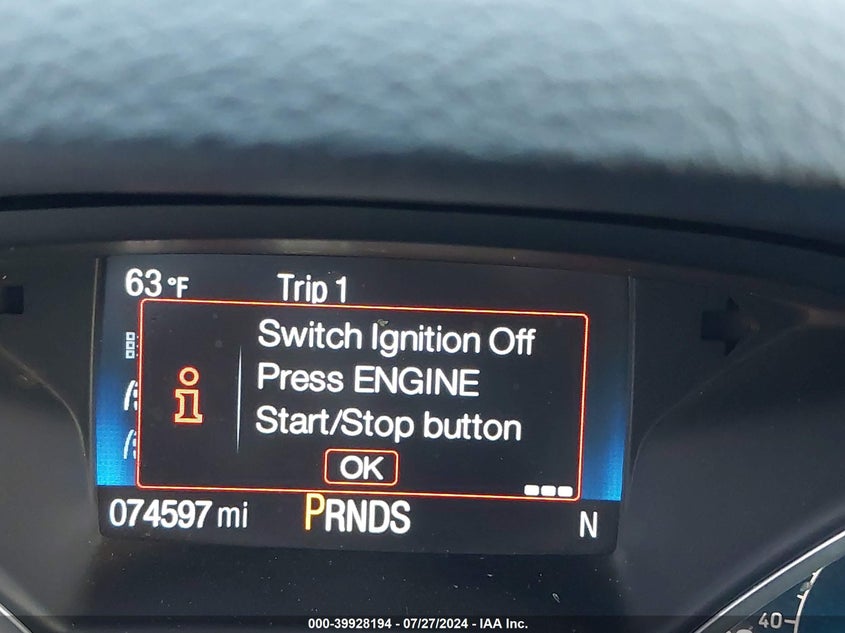 63 °F Trip 1
Switch Ignition Off
Press ENGINE
Start/Stop button
OK
074597 mi PRNDS N
40
000-39928194 - 07/27/2024 - IAA Inc.